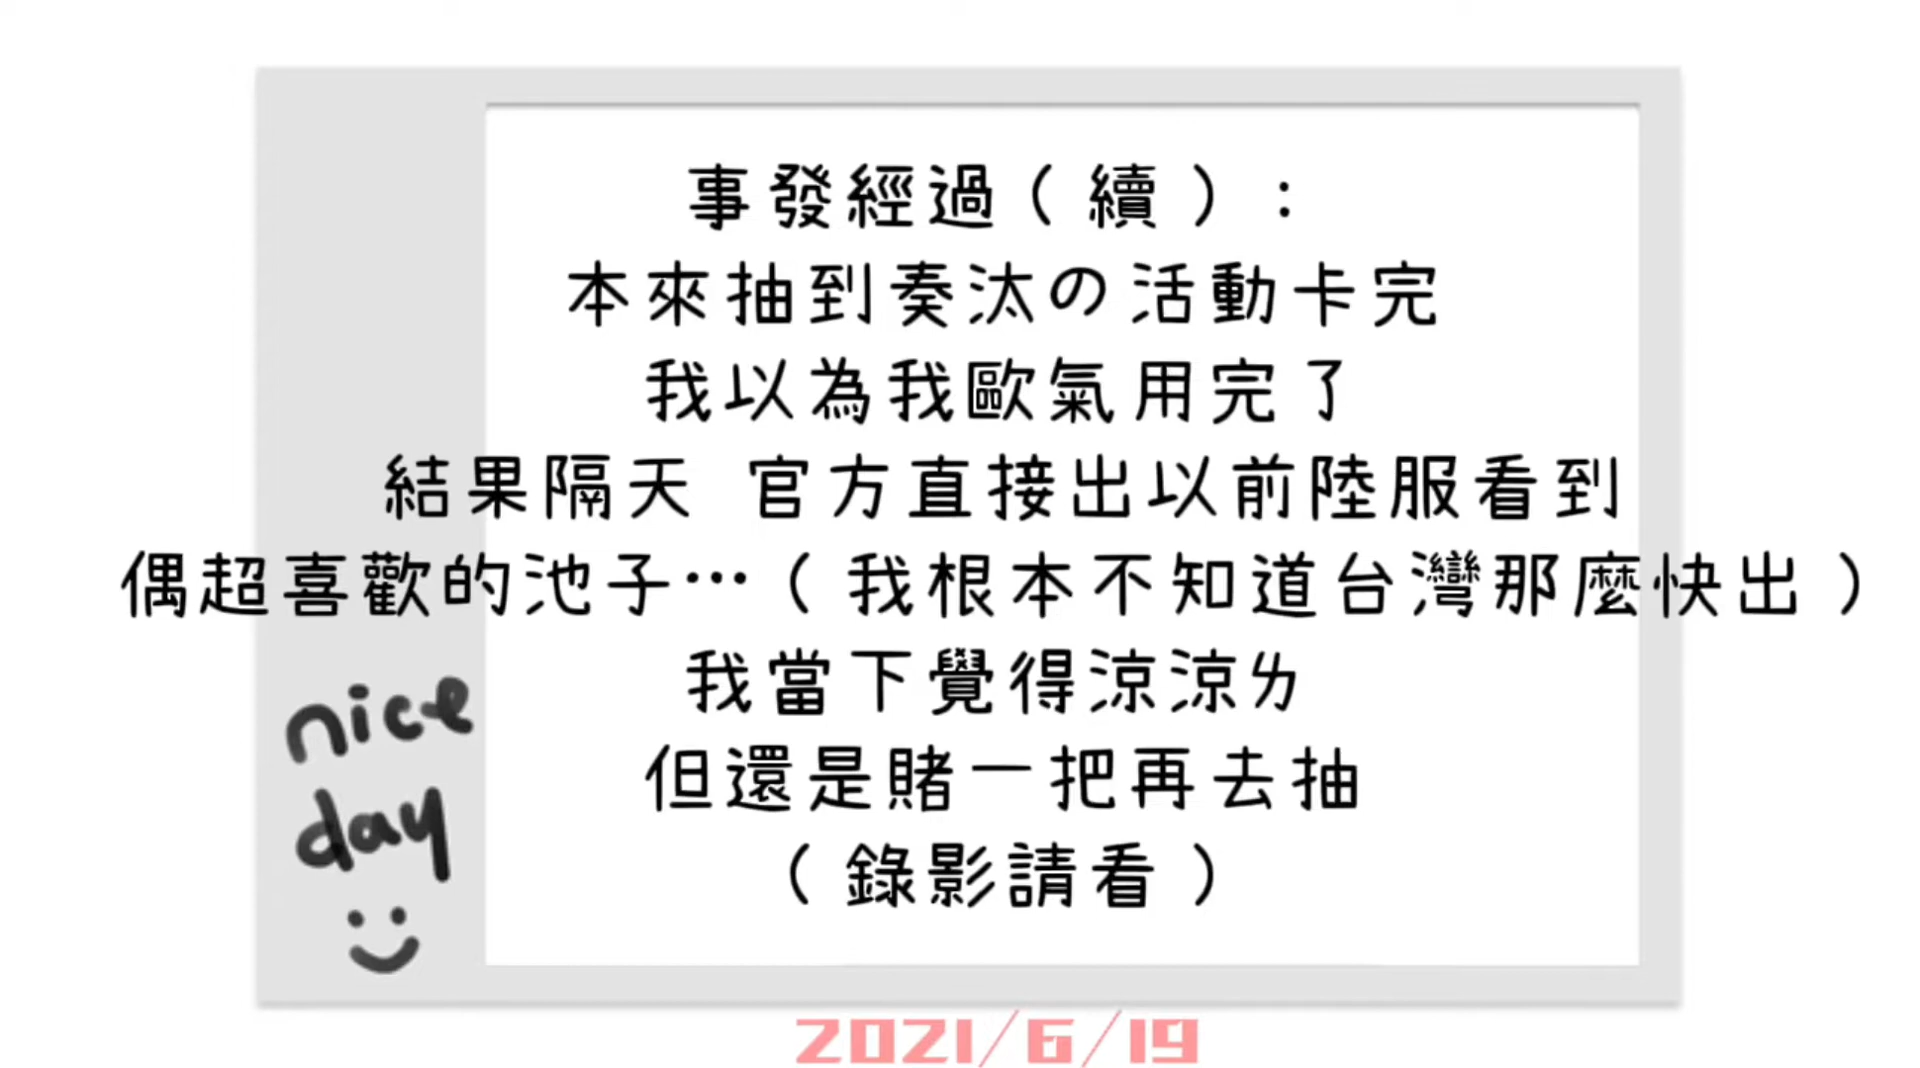 事發經過（續）：
本來抽到奏汰の活動卡完
我以為我歐氣用完了
結果隔天 官方直接出以前陸服看到
偶超喜歡的池子…（我根本不知道台灣那麼快出）
我當下覺得涼涼ㄌ
但還是賭一把再去抽
（錄影請看）
nice
day
2021/6/19